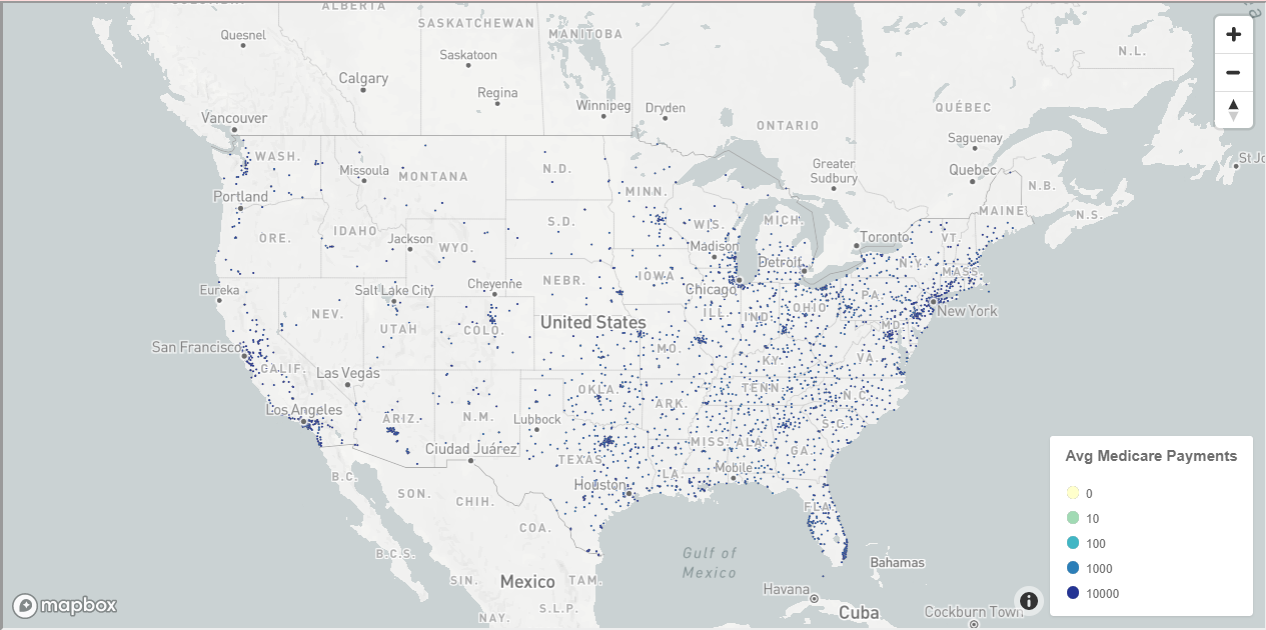 ALBERTA
SASKATCHEWAN
MANITOBA
N.L.
Quesnel
Saskatoon
Calgary
Regina
Winnipeg
Dryden
QUÉBEC
Vancouver
ONTARIO
Saguenay
WASH.
Missoula
MONTANA
N.D.
Greater
Sudbury
Quebec
St Jo
Portland
MINN.
N.B.
ORE.
IDAHO
Jackson
WYO.
S.D.
WIS.
MICH.
MAINE
N.S.
Madison
Toronto
VT.
Detroit
N.Y.
MASS.
Eureka
Salt Lake City
Cheyenne
NEBR.
IOWA
Chicago
PA.
NEV.
UTAH
COLO.
United States
ILL.
IND.
OHIO
MD.
New York
San Francisco
CALIF.
Las Vegas
MO.
KY.
VA.
Los Angeles
ARIZ.
N.M.
Lubbock
OKLA.
ARK.
TENN.
N.C.
S.C.
Ciudad Juárez
TEXAS
MISS.
ALA.
GA.
B.C.
SON.
CHIH.
Houston
LA.
Mobile
FLA.
COA.
B.C.S.
SIN.
Mexico
TAM.
Gulf of
Mexico
Bahamas
NAY.
S.L.P.
Havana
Cuba
Cockburn Town
mapbox
Avg Medicare Payments
0
10
100
1000
10000